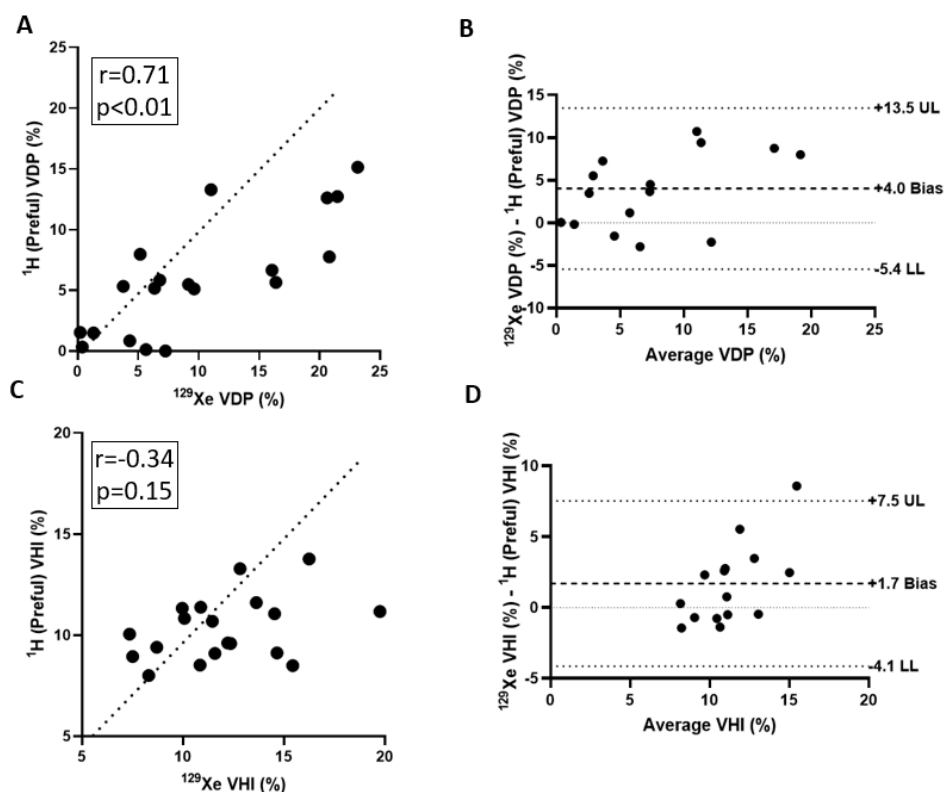 A
r=0.71
p<0.01
25
20
15
10
5
0
¹H (Preful) VDP (%)
0 5 10 15 20 25
¹²⁹Xe VDP (%)
B
15
10
5
0
-5
-10
¹²⁹Xe VDP (%) - ¹H (Preful) VDP (%)
+13.5 UL
+4.0 Bias
-5.4 LL
0 5 10 15 20 25
Average VDP (%)
C
r=-0.34
p=0.15
20
15
10
5
¹H (Preful) VHI (%)
5 10 15 20
¹²⁹Xe VHI (%)
D
10
5
0
-5
¹²⁹Xe VHI (%) - ¹H (Preful) VHI (%)
+7.5 UL
+1.7 Bias
-4.1 LL
0 5 10 15 20
Average VHI (%)